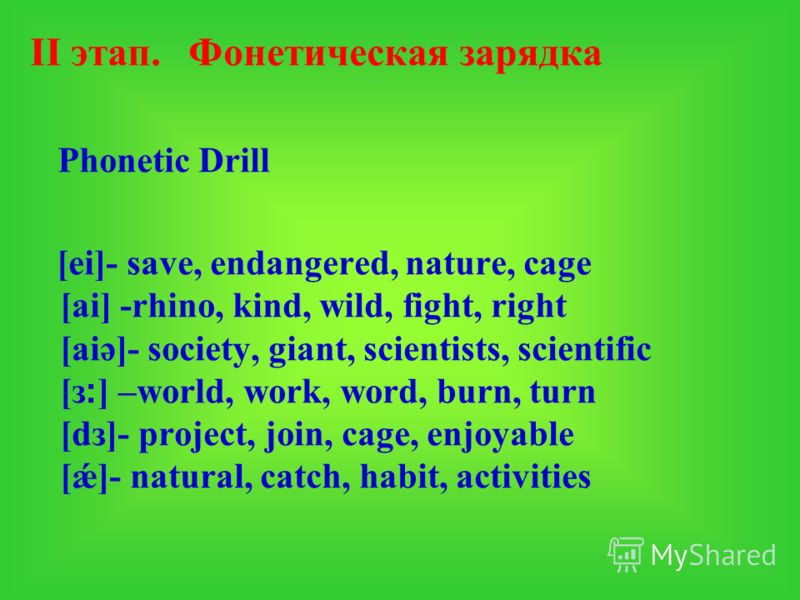 II этап. Фонетическая зарядка
Phonetic Drill
[ei]- save, endangered, nature, cage
[ai] -rhino, kind, wild, fight, right
[aiə]- society, giant, scientists, scientific
[з:] –world, work, word, burn, turn
[dз]- project, join, cage, enjoyable
[ǽ]- natural, catch, habit, activities
MyShared